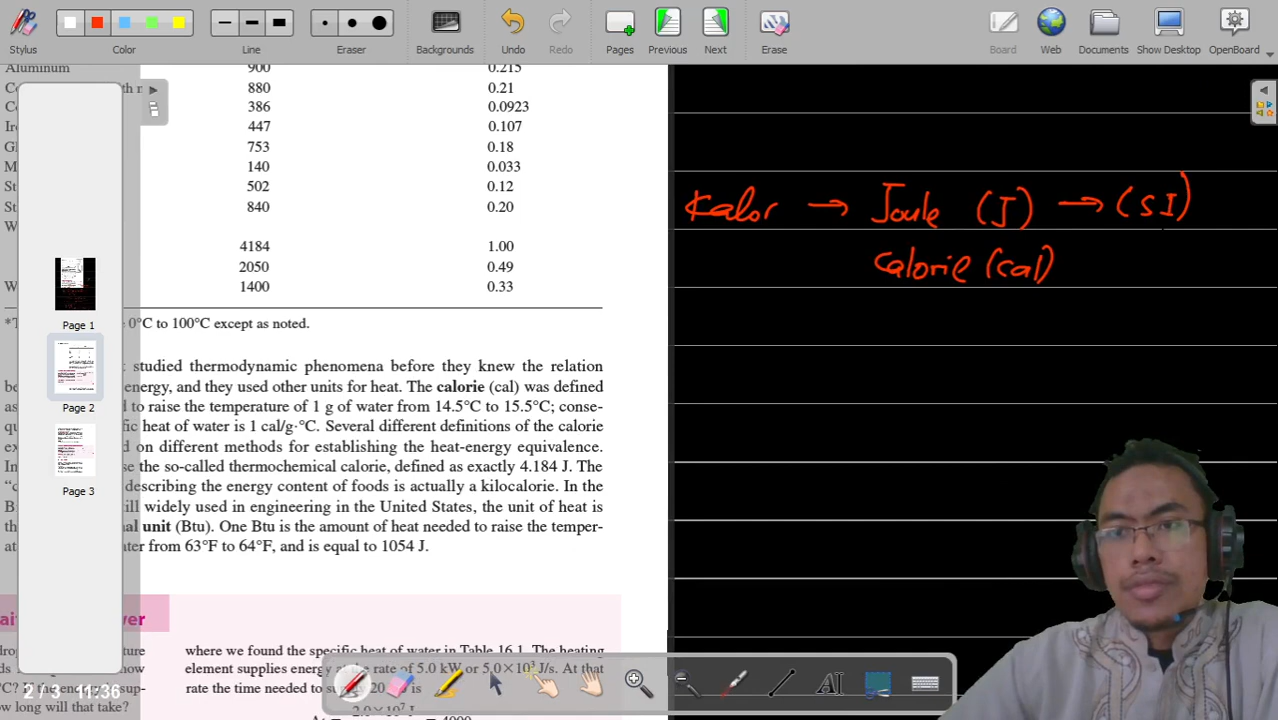 Stylus Color Line Eraser Backgrounds Undo Redo Pages Previous Next Erase Board Web Documents Show Desktop OpenBoard
Aluminum 900 0.215
880 0.21
386 0.0923
447 0.107
753 0.18
140 0.033
502 0.12
840 0.20
4184 1.00
2050 0.49
1400 0.33
0°C to 100°C except as noted.
studied thermodynamic phenomena before they knew the relation
energy, and they used other units for heat. The calorie (cal) was defined
to raise the temperature of 1 g of water from 14.5°C to 15.5°C; conse-
heat of water is 1 cal/g·°C. Several different definitions of the calorie
on different methods for establishing the heat-energy equivalence.
the so-called thermochemical calorie, defined as exactly 4.184 J. The
describing the energy content of foods is actually a kilocalorie. In the
widely used in engineering in the United States, the unit of heat is
unit (Btu). One Btu is the amount of heat needed to raise the temper-
from 63°F to 64°F, and is equal to 1054 J.
where we found the specific heat of water in Table 16.1. The heating
element supplies energy at the rate of 5.0 kW or 5.0×10³ J/s. At that
rate the time needed to
how long will that take?
Page 1
Page 2
Page 3
2 / 3 11:36
Kalor → Joule (J) → (SI)
Calorie (cal)